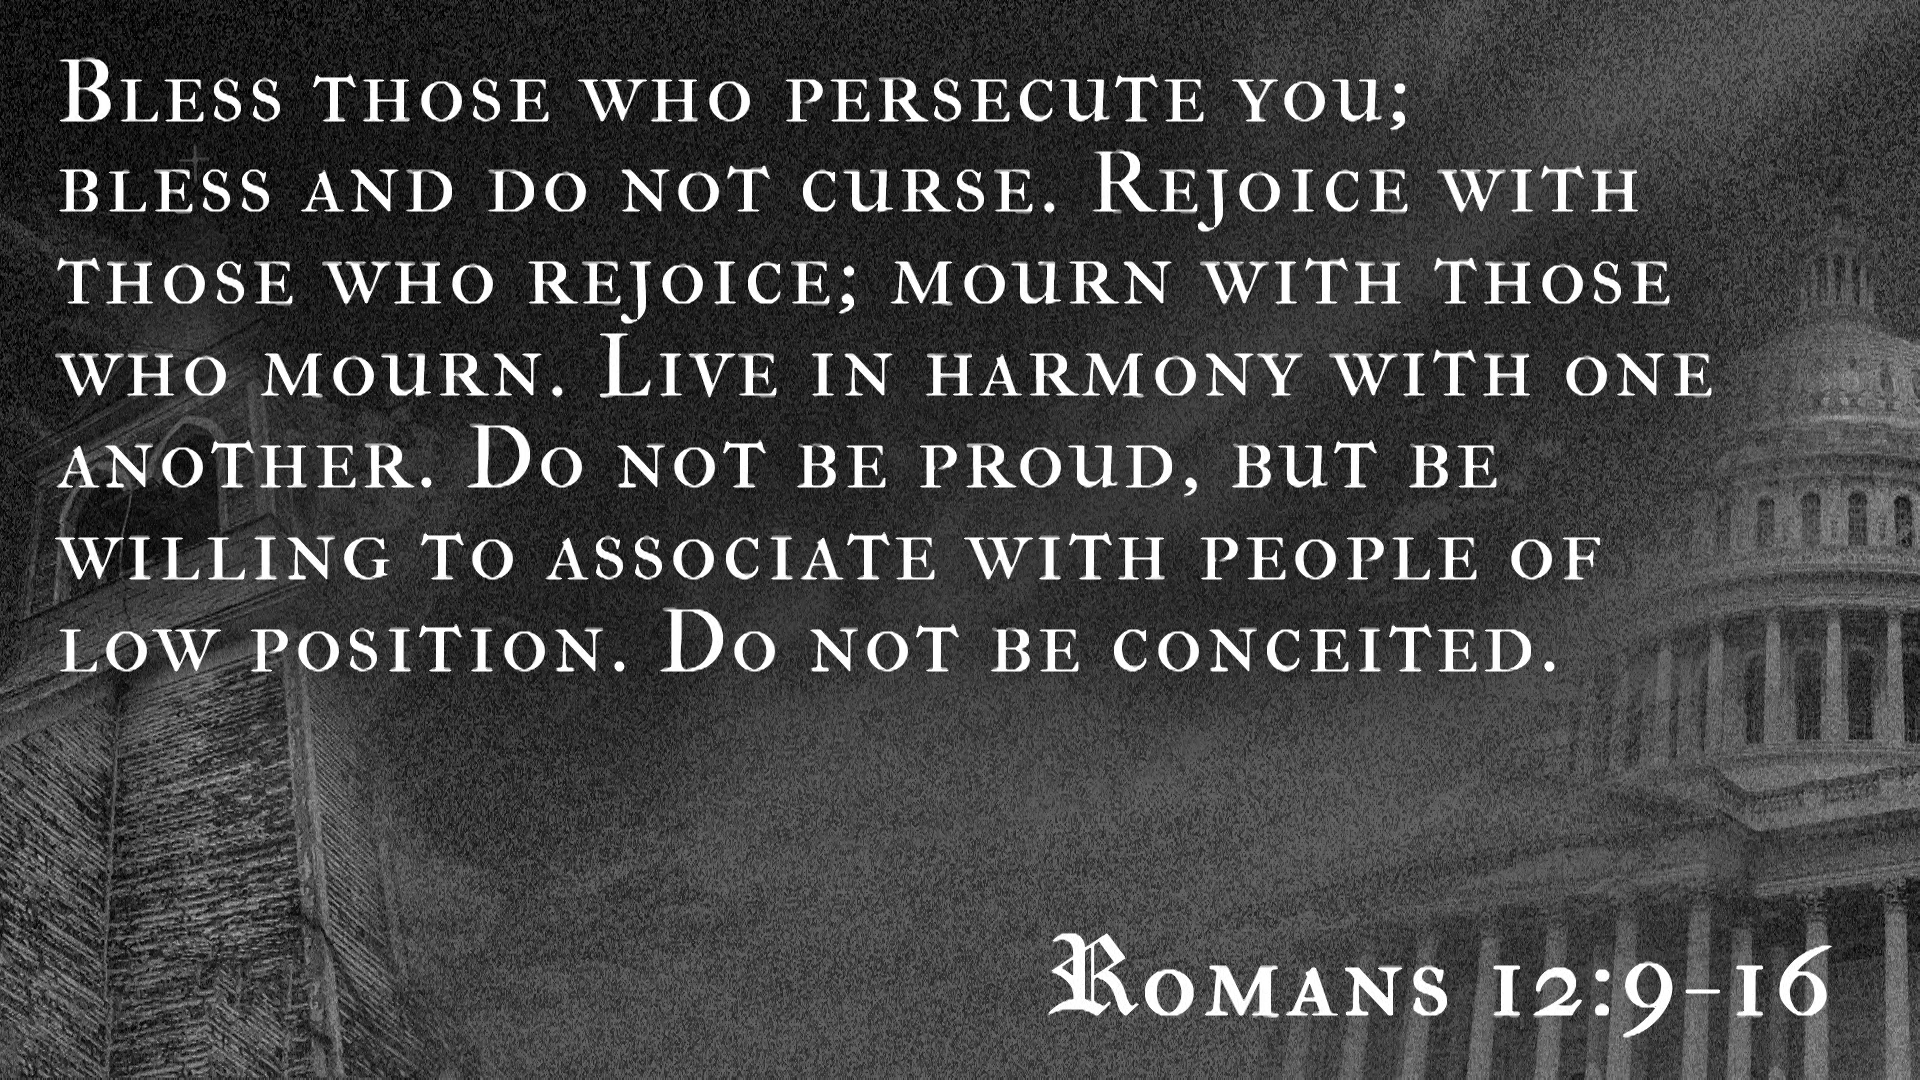 Bless those who persecute you;
bless and do not curse. Rejoice with
those who rejoice; mourn with those
who mourn. Live in harmony with one
another. Do not be proud, but be
willing to associate with people of
low position. Do not be conceited.
Romans 12:9-16